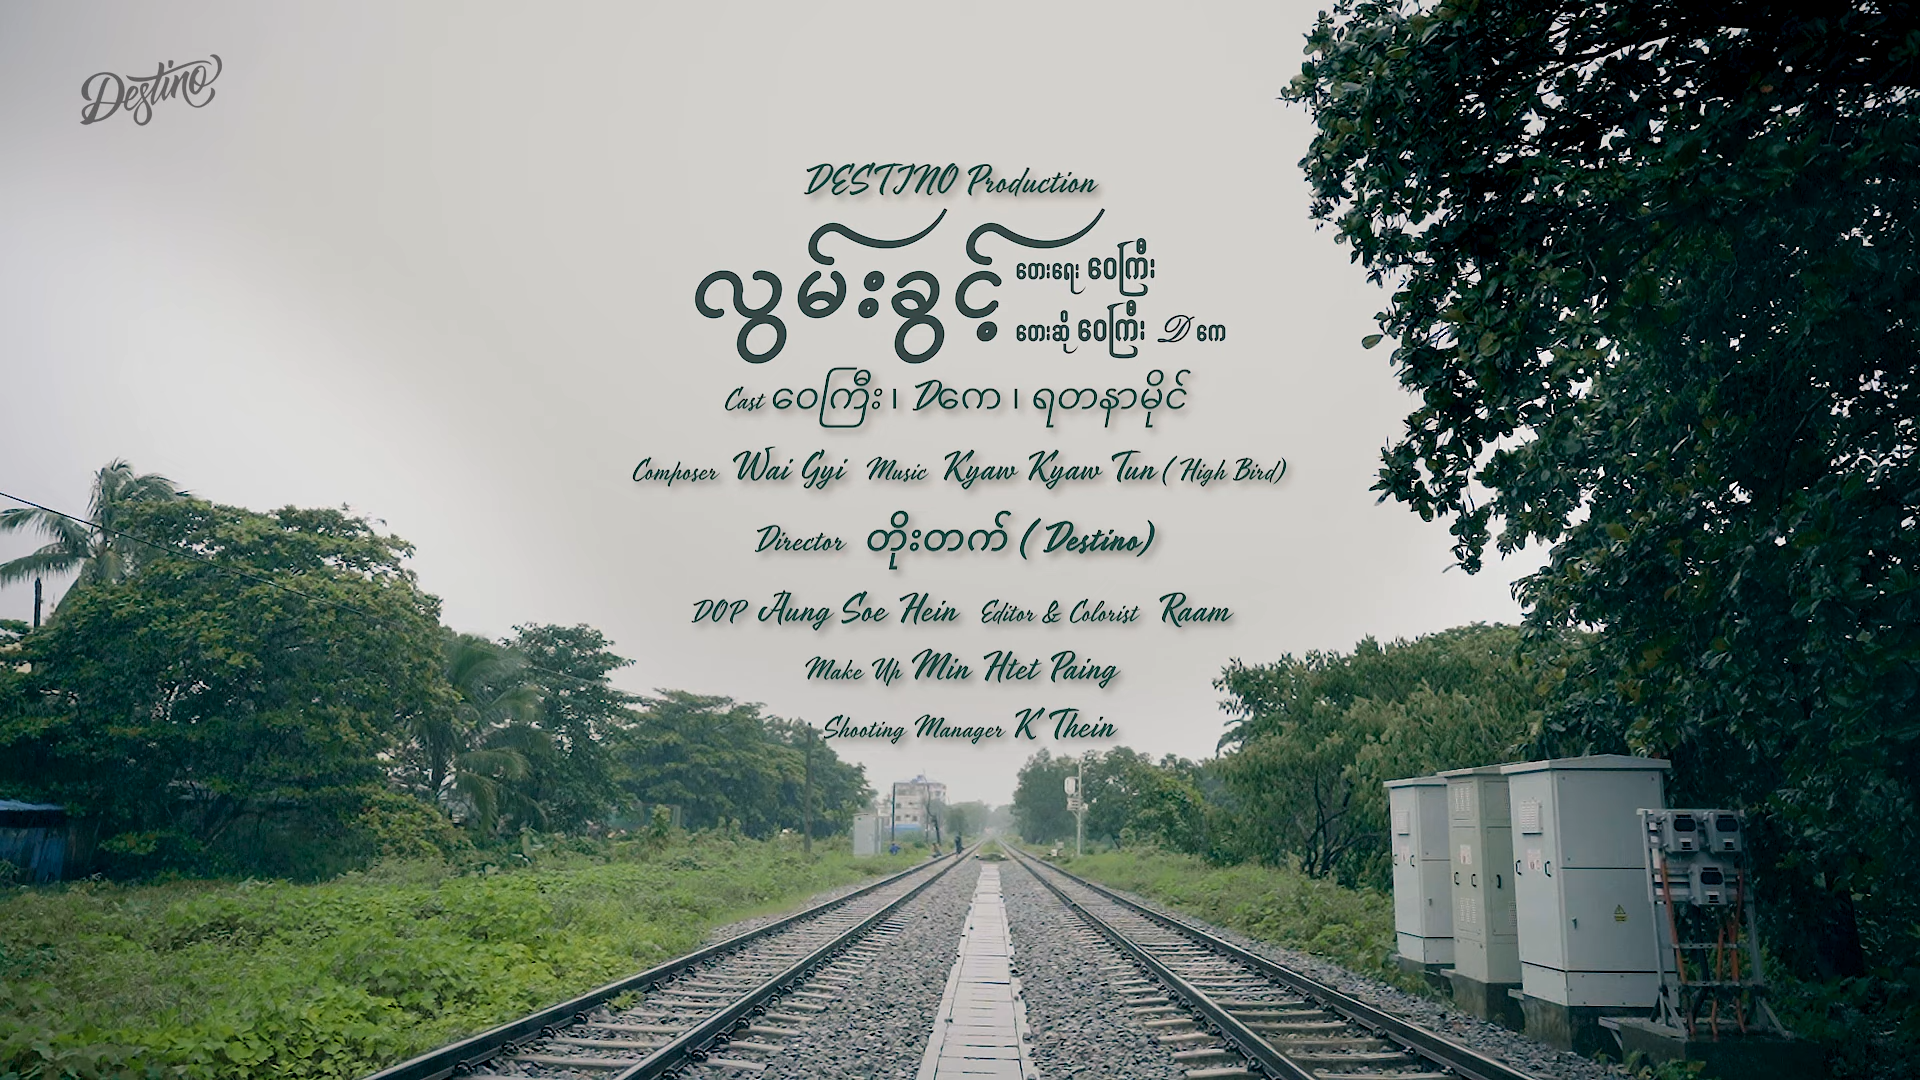 Destino
DESTINO Production
လွမ်းခွင့်
တေးရေး ဝေကြီး
တေးဆို ဝေကြီး D ကေ
Cast ဝေကြီး ၊ Dကေ ၊ ရတနာမိုင်
Composer Wai Gyi Music Kyaw Kyaw Tun ( High Bird)
Director တိုးတက် ( Destino)
DOP Aung Soe Hein Editor & Colorist Raam
Make Up Min Htet Paing
Shooting Manager K Thein